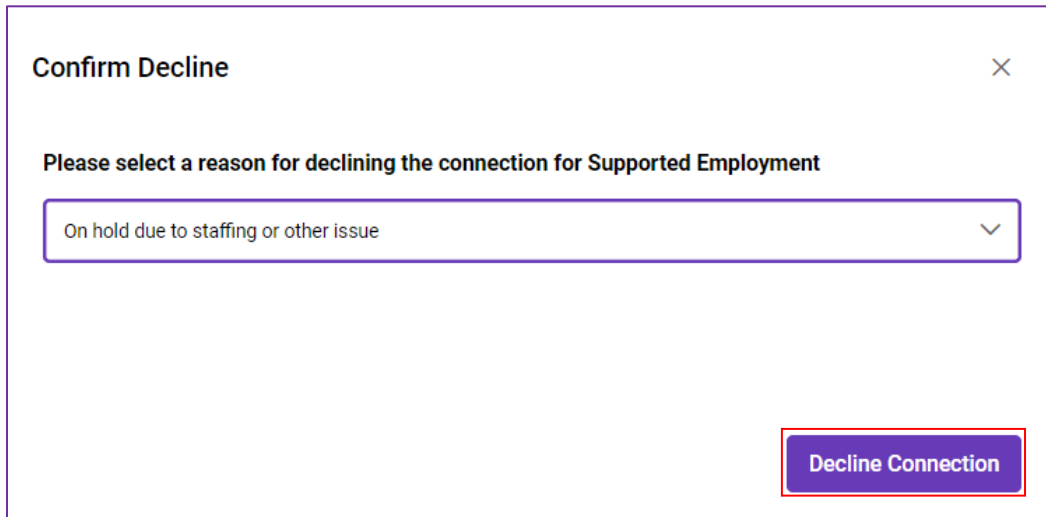 Confirm Decline
Please select a reason for declining the connection for Supported Employment
On hold due to staffing or other issue
Decline Connection